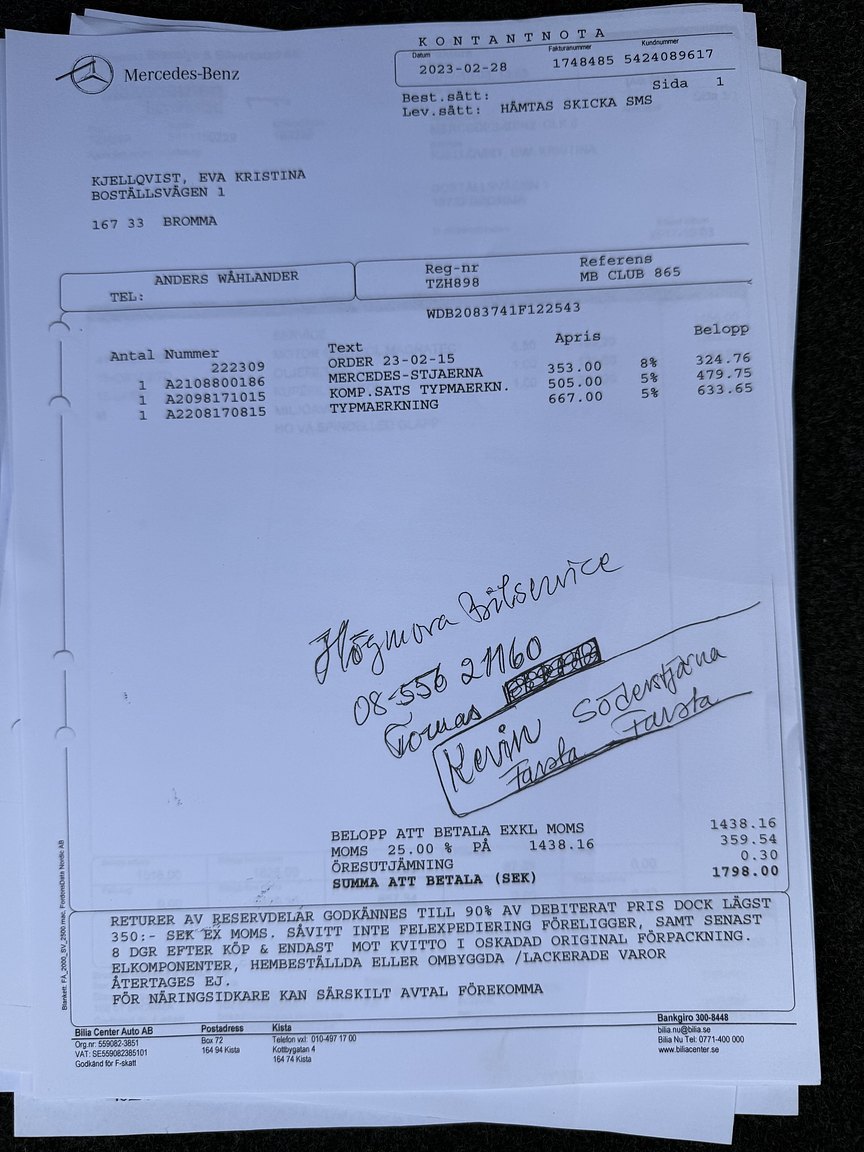 KONTANTNOTA
Datum Fakturanummer Kundnummer
2023-02-28 1748485 5424089617
Mercedes-Benz
Sida 1
Best.sått:
Lev.sått: HÄMTAS SKICKA SMS
KJELLQVIST, EVA KRISTINA
BOSTÄLLSVÄGEN 1
167 33 BROMMA
ANDERS WÅHLANDER
TEL:
Reg-nr
TZH898
Referens
MB CLUB 865
WDB2083741F122543
Antal Nummer Text Apris Belopp
222309 ORDER 23-02-15
1 A2108800186 MERCEDES-STJAERNA 353.00 8% 324.76
1 A2098171015 KOMP.SATS TYPMAERKN. 505.00 5% 479.75
1 A2208170815 TYPMAERKNING 667.00 5% 633.65
Högmora Bilservice
08-556 21160
Tomas
Kevin Söderstjärna
Farsta Farsta
BELOPP ATT BETALA EXKL MOMS 1438.16
MOMS 25.00 % PÅ 1438.16 359.54
ÖRESUTJÄMNING 0.30
SUMMA ATT BETALA (SEK) 1798.00
RETURER AV RESERVDELAR GODKÄNNES TILL 90% AV DEBITERAT PRIS DOCK LÄGST
350:- SEK EX MOMS. SÅVITT INTE FELEXPEDIERING FÖRELIGGER, SAMT SENAST
8 DGR EFTER KÖP & ENDAST MOT KVITTO I OSKADAD ORIGINAL FÖRPACKNING.
ELKOMPONENTER, HEMBESTÄLLDA ELLER OMBYGGDA /LACKERADE VAROR
ÅTERTAGES EJ.
FÖR NÄRINGSIDKARE KAN SÄRSKILT AVTAL FÖREKOMMA
Blankett: FA_2000_SV_2500.mac, FordonsData Nordic AB
Bilia Center Auto AB
Org.nr: 559082-3851
VAT: SE559082385101
Godkänd för F-skatt
Postadress
Box 72
164 94 Kista
Kista
Telefon vxl: 010-497 17 00
Kottbygatan 4
164 74 Kista
Bankgiro 300-8448
bilia.nu@bilia.se
Bilia Nu Tel: 0771-400 000
www.biliacenter.se